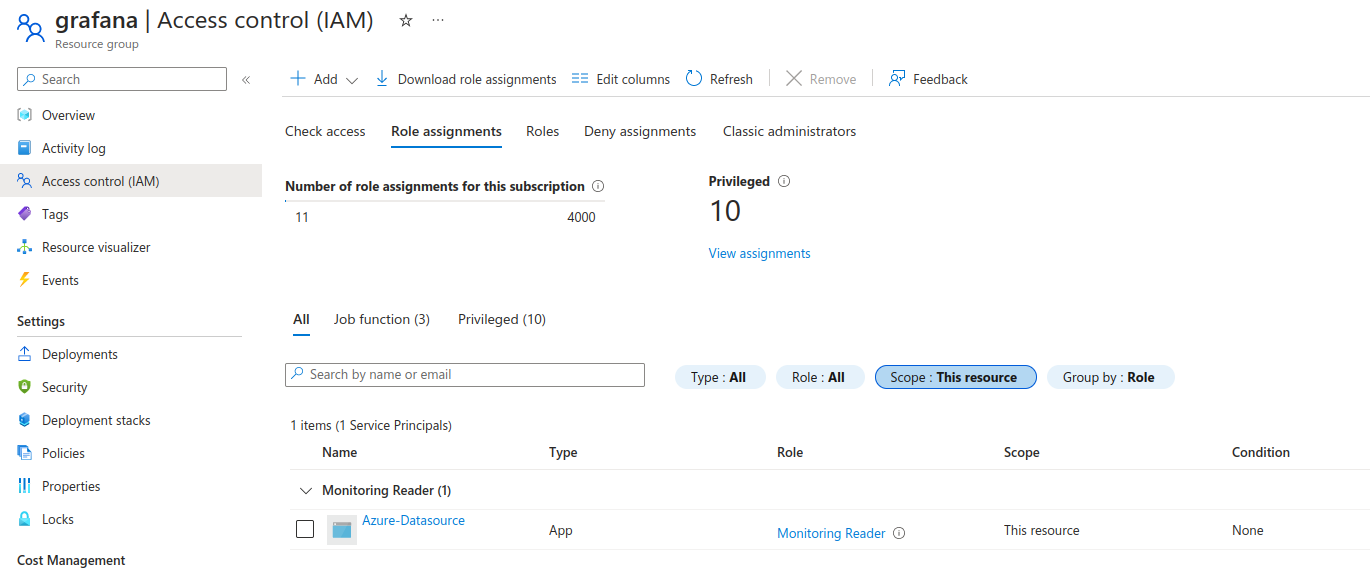 grafana | Access control (IAM) ☆ ···
Resource group
Search «
Overview
Activity log
Access control (IAM)
Tags
Resource visualizer
Events
Settings
Deployments
Security
Deployment stacks
Policies
Properties
Locks
Cost Management
Add Download role assignments Edit columns Refresh Remove Feedback
Check access Role assignments Roles Deny assignments Classic administrators
Number of role assignments for this subscription
11 4000
Privileged
10
View assignments
All Job function (3) Privileged (10)
Search by name or email Type : All Role : All Scope : This resource Group by : Role
1 items (1 Service Principals)
Name Type Role Scope Condition
Monitoring Reader (1)
Azure-Datasource App Monitoring Reader This resource None